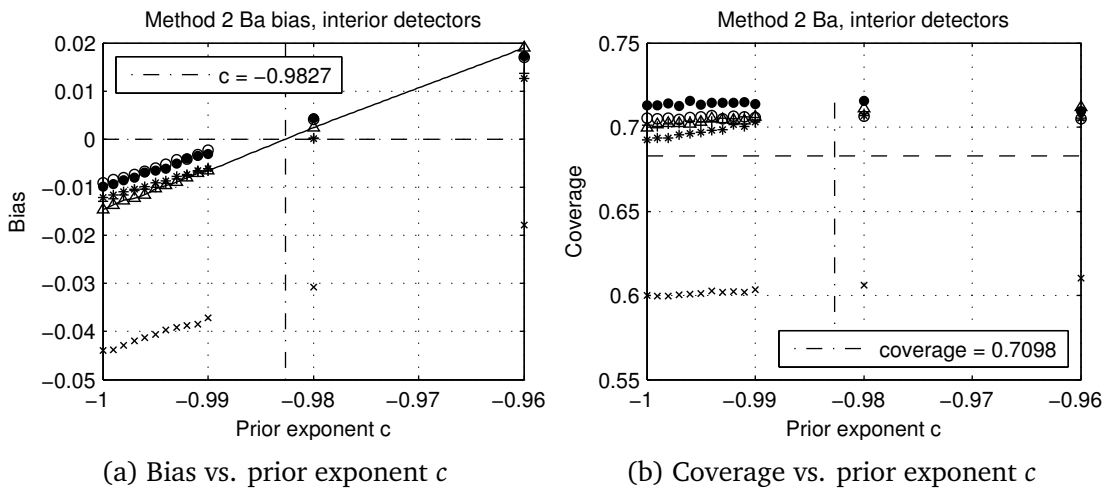 Method 2 Ba bias, interior detectors
0.02
0.01
0
−0.01
−0.02
−0.03
−0.04
−0.05
Bias
c = −0.9827
−1
−0.99
−0.98
−0.97
−0.96
Prior exponent c
(a) Bias vs. prior exponent c
Method 2 Ba, interior detectors
0.75
0.7
0.65
0.6
0.55
Coverage
coverage = 0.7098
−1
−0.99
−0.98
−0.97
−0.96
Prior exponent c
(b) Coverage vs. prior exponent c